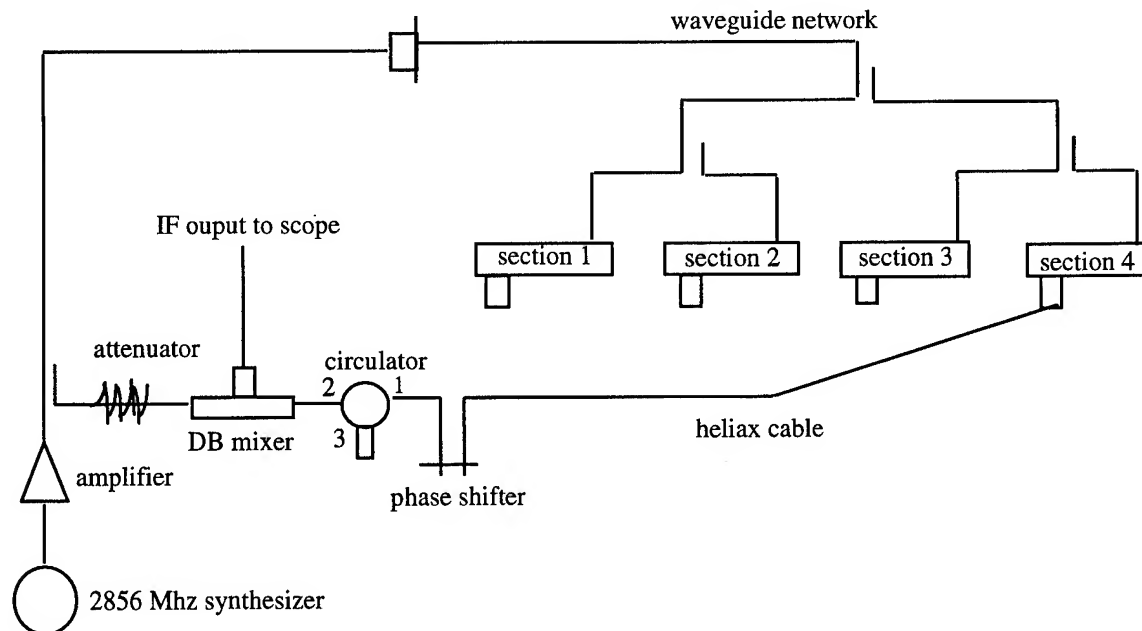 waveguide network
IF ouput to scope
section 1
section 2
section 3
section 4
attenuator
circulator
2
1
3
DB mixer
heliax cable
amplifier
phase shifter
2856 Mhz synthesizer